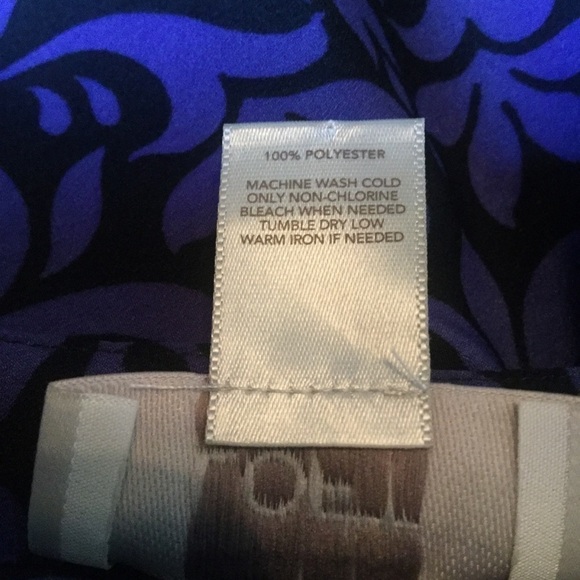 100% POLYESTER
MACHINE WASH COLD
ONLY NON-CHLORINE
BLEACH WHEN NEEDED
TUMBLE DRY LOW
WARM IRON IF NEEDED